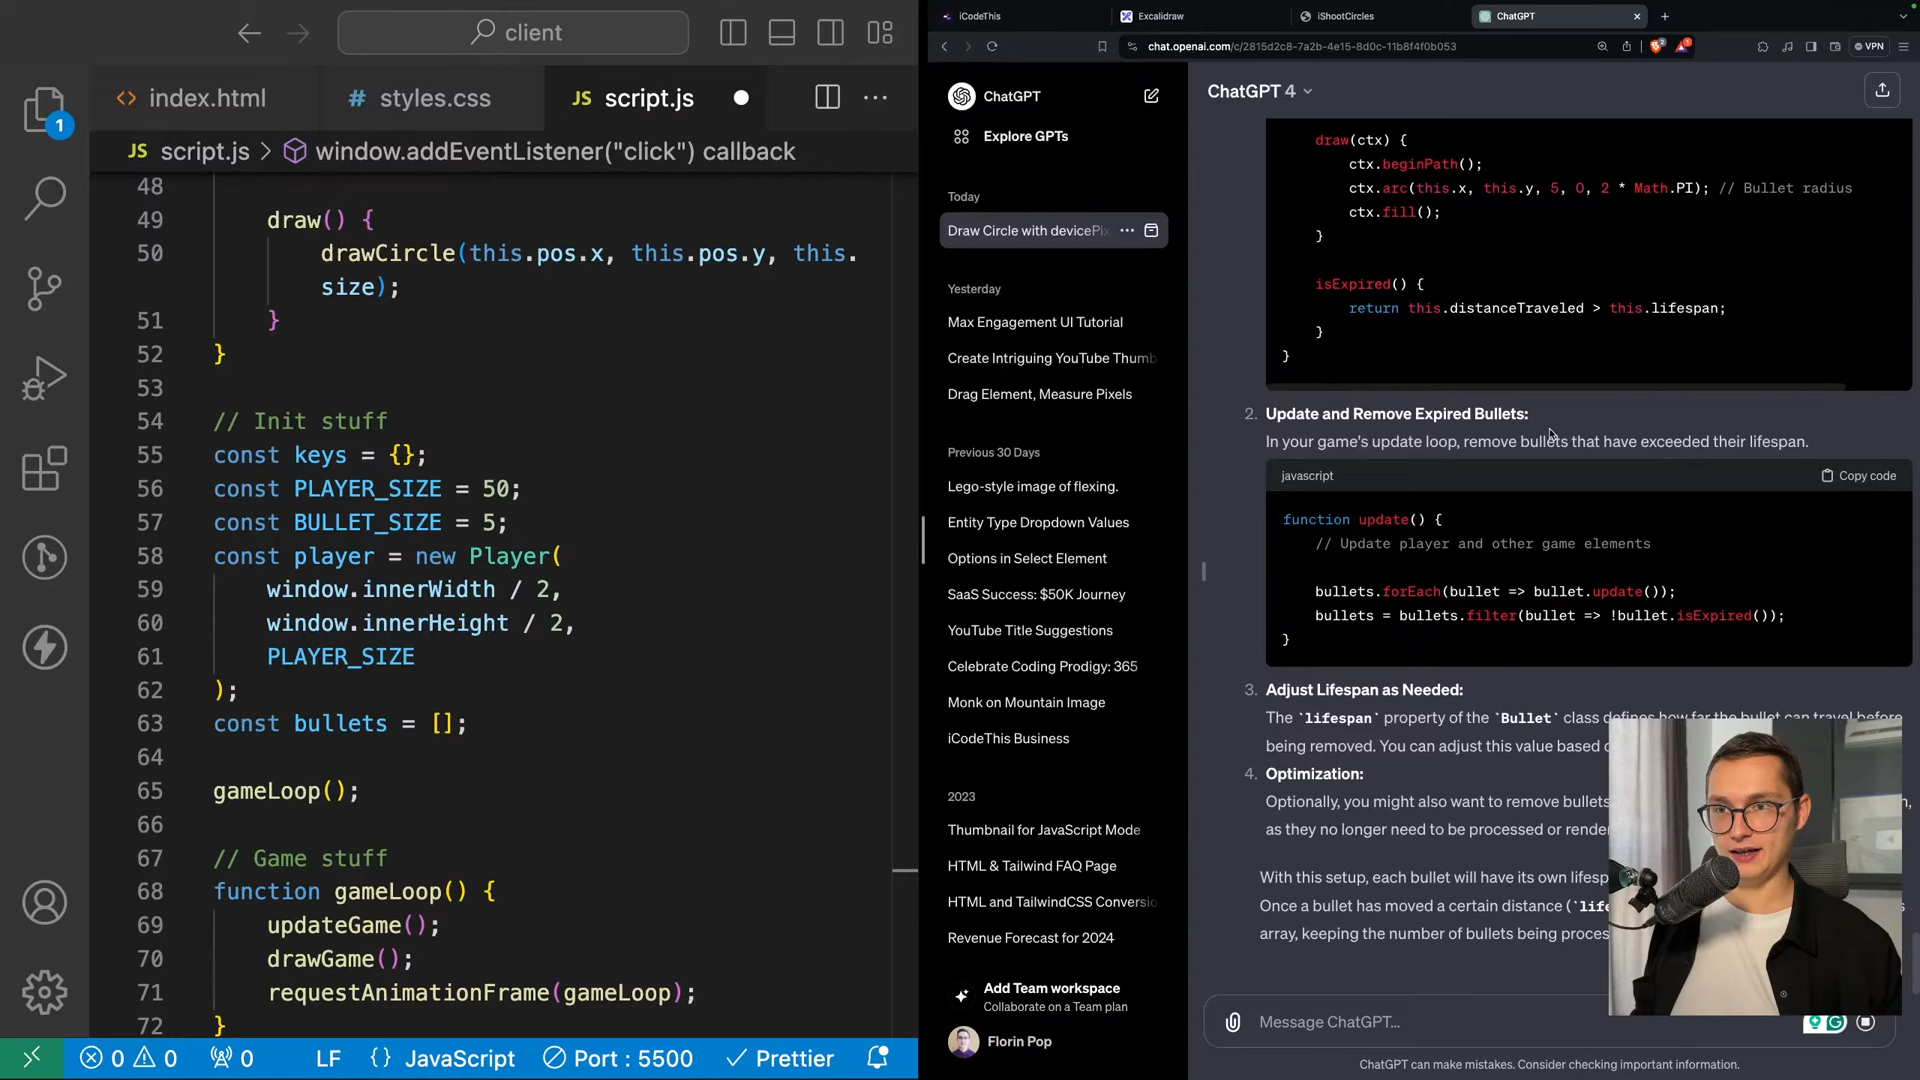 client
index.html
styles.css
script.js
script.js > window.addEventListener("click") callback
1
48
49 draw() {
50 drawCircle(this.pos.x, this.pos.y, this.
size);
51 }
52 }
53
54 // Init stuff
55 const keys = {};
56 const PLAYER_SIZE = 50;
57 const BULLET_SIZE = 5;
58 const player = new Player(
59 window.innerWidth / 2,
60 window.innerHeight / 2,
61 PLAYER_SIZE
62 );
63 const bullets = [];
64
65 gameLoop();
66
67 // Game stuff
68 function gameLoop() {
69 updateGame();
70 drawGame();
71 requestAnimationFrame(gameLoop);
72 }
0 0 0 LF {} JavaScript Port : 5500 Prettier
iCodeThis
Excalidraw
iShootCircles
ChatGPT
chat.openai.com/c/2815d2c8-7a2b-4e15-8d0c-11b8f4f0b053
VPN
ChatGPT
Explore GPTs
Today
Draw Circle with devicePix
Yesterday
Max Engagement UI Tutorial
Create Intriguing YouTube Thumb
Drag Element, Measure Pixels
Previous 30 Days
Lego-style image of flexing.
Entity Type Dropdown Values
Options in Select Element
SaaS Success: $50K Journey
YouTube Title Suggestions
Celebrate Coding Prodigy: 365
Monk on Mountain Image
iCodeThis Business
2023
Thumbnail for JavaScript Mode
HTML & Tailwind FAQ Page
HTML and TailwindCSS Conversio
Revenue Forecast for 2024
Add Team workspace
Collaborate on a Team plan
Florin Pop
ChatGPT 4
draw(ctx) {
ctx.beginPath();
ctx.arc(this.x, this.y, 5, 0, 2 * Math.PI); // Bullet radius
ctx.fill();
}
isExpired() {
return this.distanceTraveled > this.lifespan;
}
}
2. Update and Remove Expired Bullets:
In your game's update loop, remove bullets that have exceeded their lifespan.
javascript
Copy code
function update() {
// Update player and other game elements
bullets.forEach(bullet => bullet.update());
bullets = bullets.filter(bullet => !bullet.isExpired());
}
3. Adjust Lifespan as Needed:
The `lifespan` property of the `Bullet` class defines how far the bullet can travel before
being removed. You can adjust this value based
4. Optimization:
Optionally, you might also want to remove bullets
as they no longer need to be processed or
With this setup, each bullet will have its own
Once a bullet has moved a certain distance (
array, keeping the number of bullets being
Message ChatGPT...
ChatGPT can make mistakes. Consider checking important information.